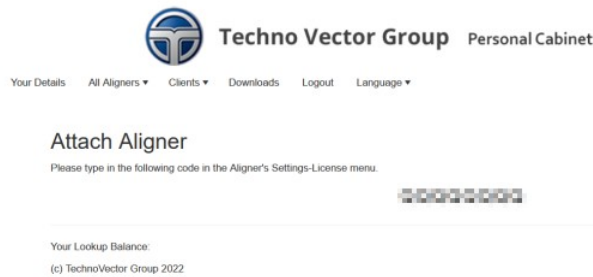 Techno Vector Group Personal Cabinet
Your Details All Aligners ▾ Clients ▾ Downloads Logout Language ▾
Attach Aligner
Please type in the following code in the Aligner's Settings-License menu.
Your Lookup Balance:
(c) TechnoVector Group 2022